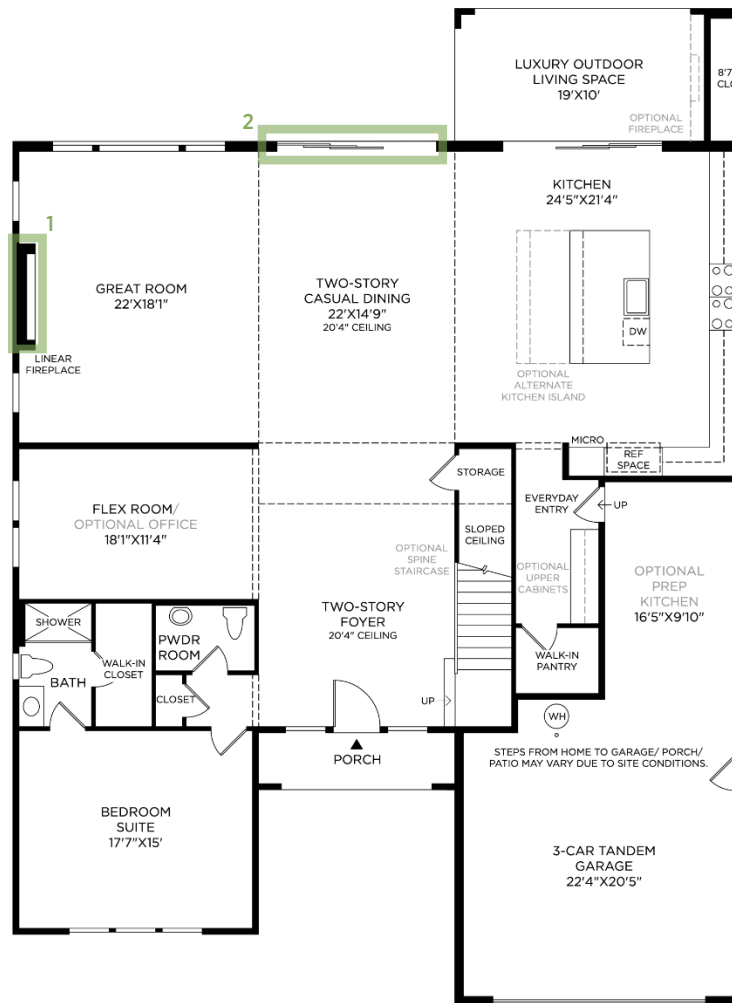 LUXURY OUTDOOR
LIVING SPACE
19'X10'
OPTIONAL
FIREPLACE
8'7
CLO
2
1
GREAT ROOM
22'X18'1"
LINEAR
FIREPLACE
TWO-STORY
CASUAL DINING
22'X14'9"
20'4" CEILING
KITCHEN
24'5"X21'4"
DW
OPTIONAL
ALTERNATE
KITCHEN ISLAND
MICRO
REF
SPACE
STORAGE
SLOPED
CEILING
OPTIONAL
SPINE
STAIRCASE
EVERYDAY
ENTRY
UP
OPTIONAL
UPPER
CABINETS
WALK-IN
PANTRY
OPTIONAL
PREP
KITCHEN
16'5"X9'10"
FLEX ROOM/
OPTIONAL OFFICE
18'1"X11'4"
SHOWER
BATH
WALK-IN
CLOSET
PWDR
ROOM
CLOSET
TWO-STORY
FOYER
20'4" CEILING
UP
PORCH
WH
STEPS FROM HOME TO GARAGE/ PORCH/
PATIO MAY VARY DUE TO SITE CONDITIONS.
BEDROOM
SUITE
17'7"X15'
3-CAR TANDEM
GARAGE
22'4"X20'5"